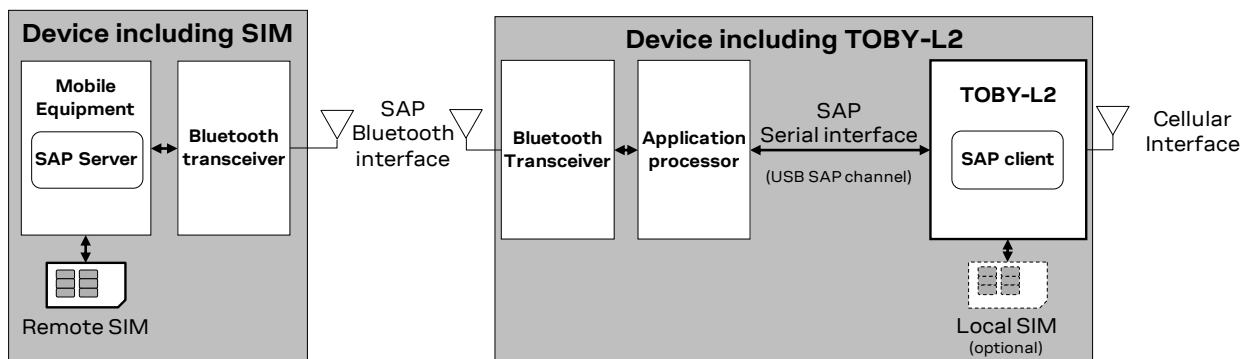 Device including SIM
Mobile
Equipment
SAP Server
Bluetooth
transceiver
Remote SIM
SAP
Bluetooth
interface
Device including TOBY-L2
Bluetooth
Transceiver
Application
processor
SAP
Serial interface
(USB SAP channel)
TOBY-L2
SAP client
Local SIM
(optional)
Cellular
Interface